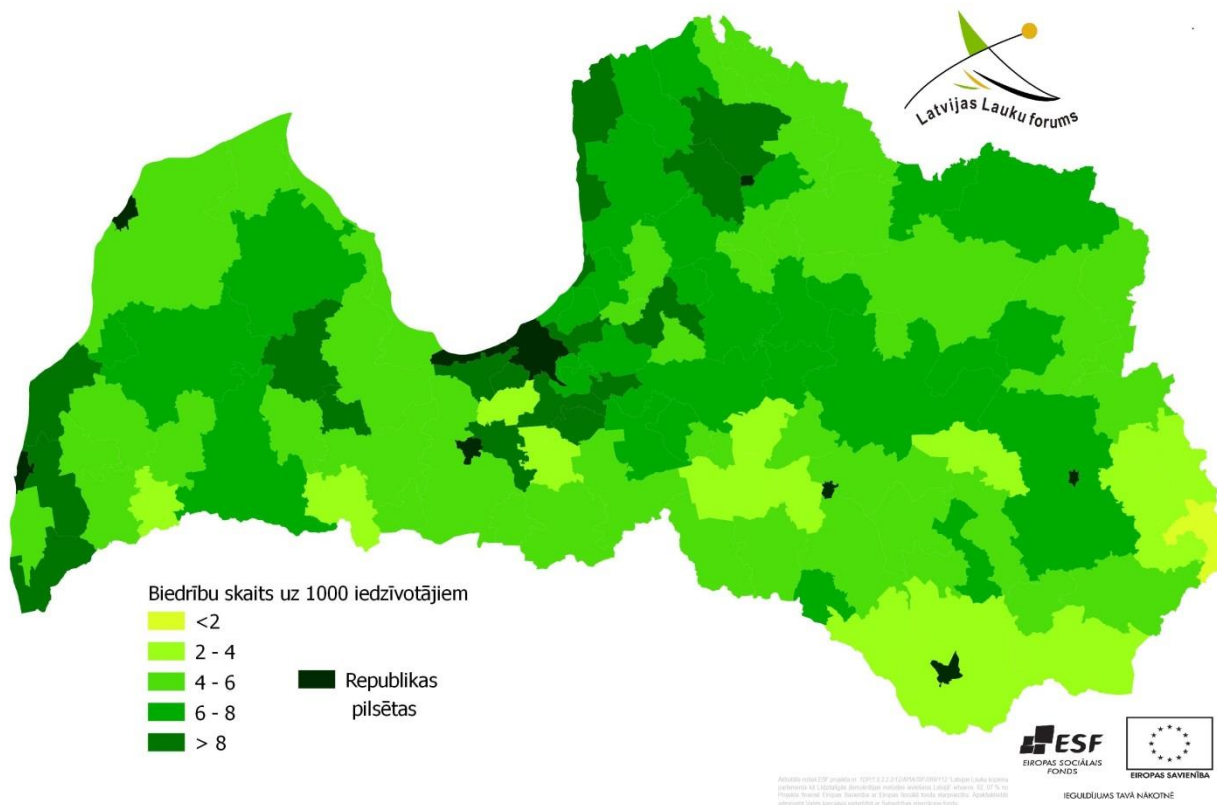 Latvijas Lauku forums
Biedrību skaits uz 1000 iedzīvotājiem
<2
2 - 4
4 - 6
6 - 8
> 8
Republikas
pilsētas
ESF
EIROPAS SOCIĀLAIS
FONDS
EIROPAS SAVIENĪBA
IEGULDĪJUMS TAVĀ NĀKOTNĒ